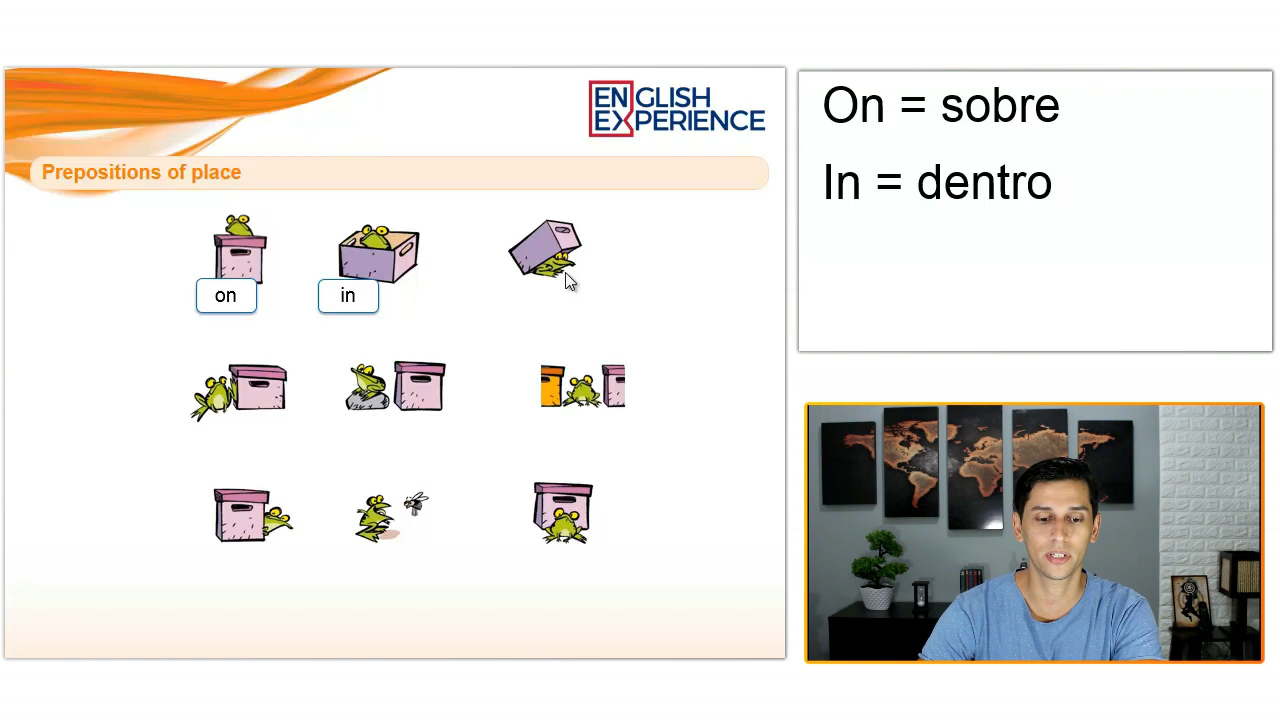 ENGLISH
EXPERIENCE
Prepositions of place
on
in
On = sobre
In = dentro